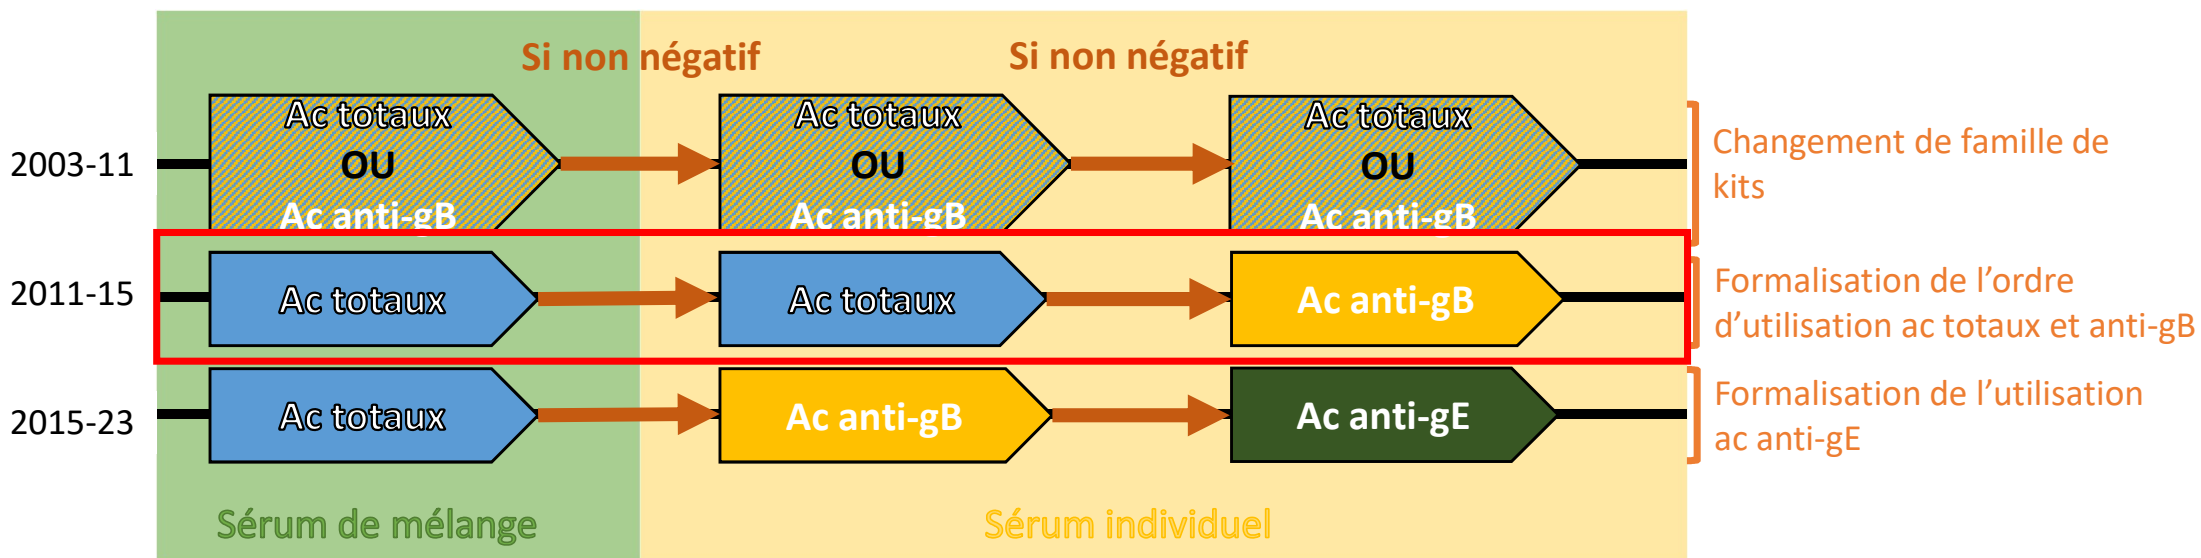 Si non négatif
Si non négatif
2003-11
Ac totaux
OU
Ac anti-gB
Ac totaux
OU
Ac anti-gB
Ac totaux
OU
Ac anti-gB
Changement de famille de
kits
2011-15
Ac totaux
Ac totaux
Ac anti-gB
Formalisation de l’ordre
d’utilisation ac totaux et anti-gB
2015-23
Ac totaux
Ac anti-gB
Ac anti-gE
Formalisation de l’utilisation
ac anti-gE
Sérum de mélange
Sérum individuel